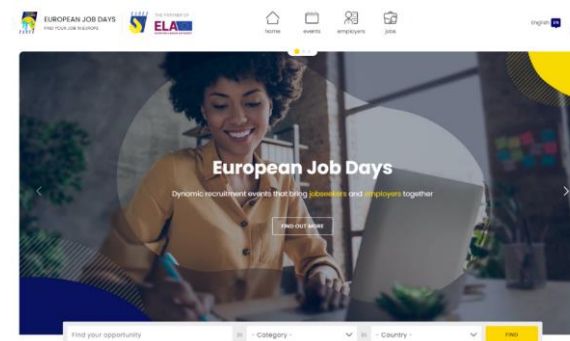 EUROPEAN JOB DAYS
FIND YOUR JOB IN EUROPE
ELA
home
events
employers
jobs
English EN
European Job Days
Dynamic recruitment events that bring jobseekers and employers together
FIND OUT MORE
Find your opportunity
in
- Category -
in
- Country -
FIND